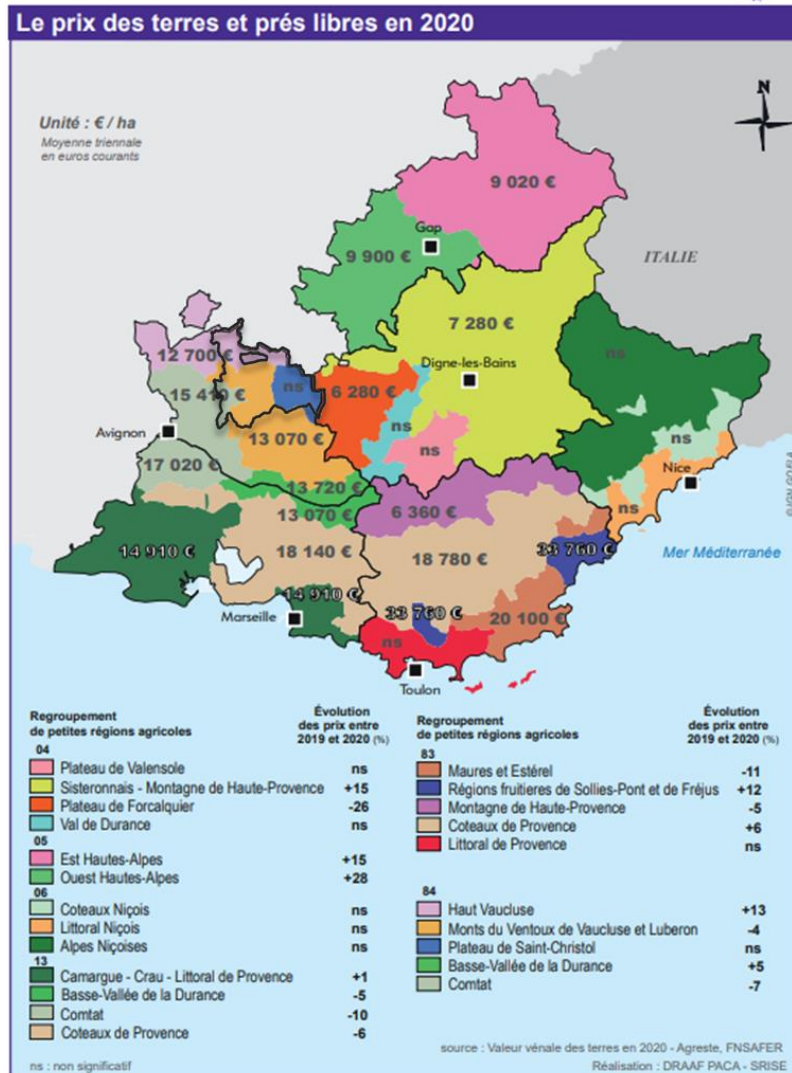 Le prix des terres et prés libres en 2020
Unité : € / ha
Moyenne triennale
en euros courants
N
9 020 €
Gap
9 900 €
ITALIE
7 280 €
ns
12 700 €
Digne-les-Bains
ns
6 280 €
15 410 €
ns
ns
Avignon
13 070 €
ns
Nice
17 020 €
13 720 €
ns
6 360 €
13 070 €
Mer Méditerranée
14 910 €
18 140 €
18 780 €
33 760 €
14 910 €
33 760 €
20 100 €
Marseille
ns
Toulon
Regroupement
de petites régions agricoles
Évolution
des prix entre
2019 et 2020 (%)
04
Plateau de Valensole ns
Sisteronnais - Montagne de Haute-Provence +15
Plateau de Forcalquier -26
Val de Durance ns
05
Est Hautes-Alpes +15
Ouest Hautes-Alpes +28
06
Coteaux Niçois ns
Littoral Niçois ns
Alpes Niçoises ns
13
Camargue - Crau - Littoral de Provence +1
Basse-Vallée de la Durance -5
Comtat -10
Coteaux de Provence -6
ns : non significatif
Regroupement
de petites régions agricoles
Évolution
des prix entre
2019 et 2020 (%)
83
Maures et Estérel -11
Régions fruitieres de Sollies-Pont et de Fréjus +12
Montagne de Haute-Provence -5
Coteaux de Provence +6
Littoral de Provence ns
84
Haut Vaucluse +13
Monts du Ventoux de Vaucluse et Luberon -4
Plateau de Saint-Christol ns
Basse-Vallée de la Durance +5
Comtat -7
source : Valeur vénale des terres en 2020 - Agreste, FNSAFER
Réalisation : DRAAF PACA - SRISE